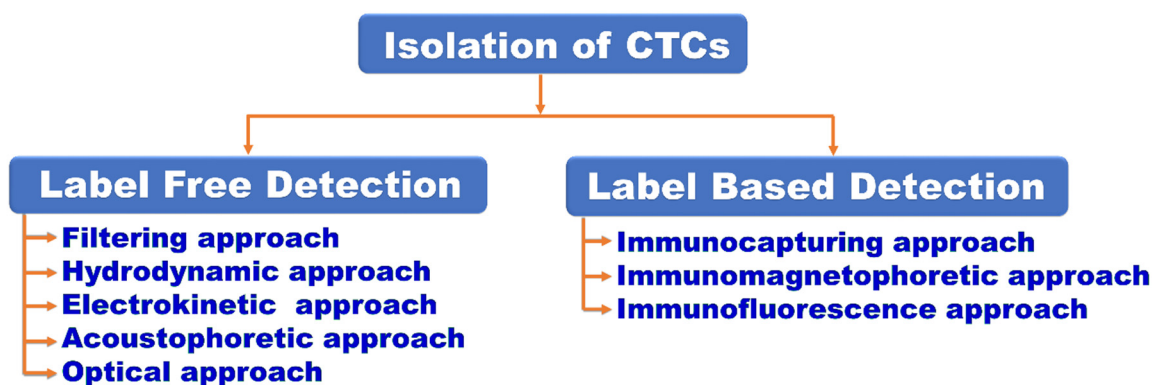 Isolation of CTCs
Label Free Detection
Filtering approach
Hydrodynamic approach
Electrokinetic approach
Acoustophoretic approach
Optical approach
Label Based Detection
Immunocapturing approach
Immunomagnetophoretic approach
Immunofluorescence approach